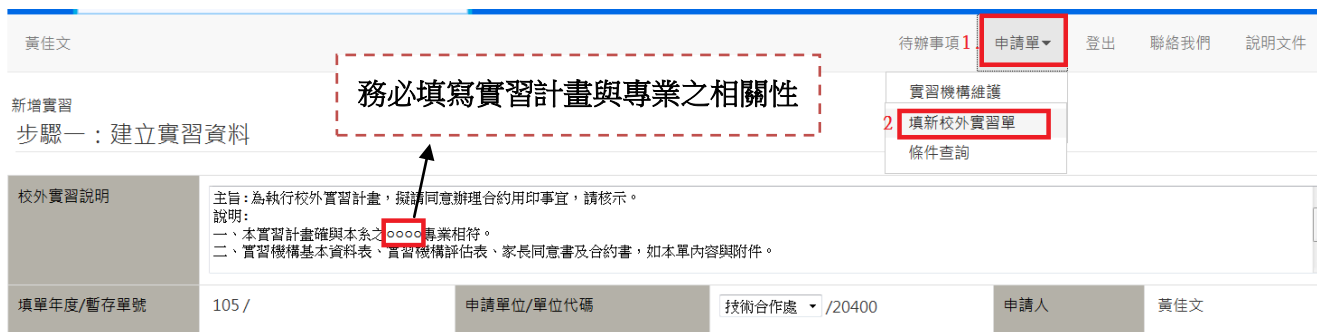 黃佳文 待辦事項 1. 申請單▼ 登出 聯絡我們 說明文件
務必填寫實習計畫與專業之相關性
實習機構維護
2 填新校外實習單
條件查詢
新增實習
步驟一：建立實習資料
校外實習說明
主旨:為執行校外實習計畫，擬請同意辦理合約用印事宜，請核示。
說明:
一、本實習計畫確與本系之○○○○專業相符。
二、實習機構基本資料表、實習機構評估表、家長同意書及合約書，如本單內容與附件。
填單年度/暫存單號 105 / 申請單位/單位代碼 技術合作處 /20400 申請人 黃佳文